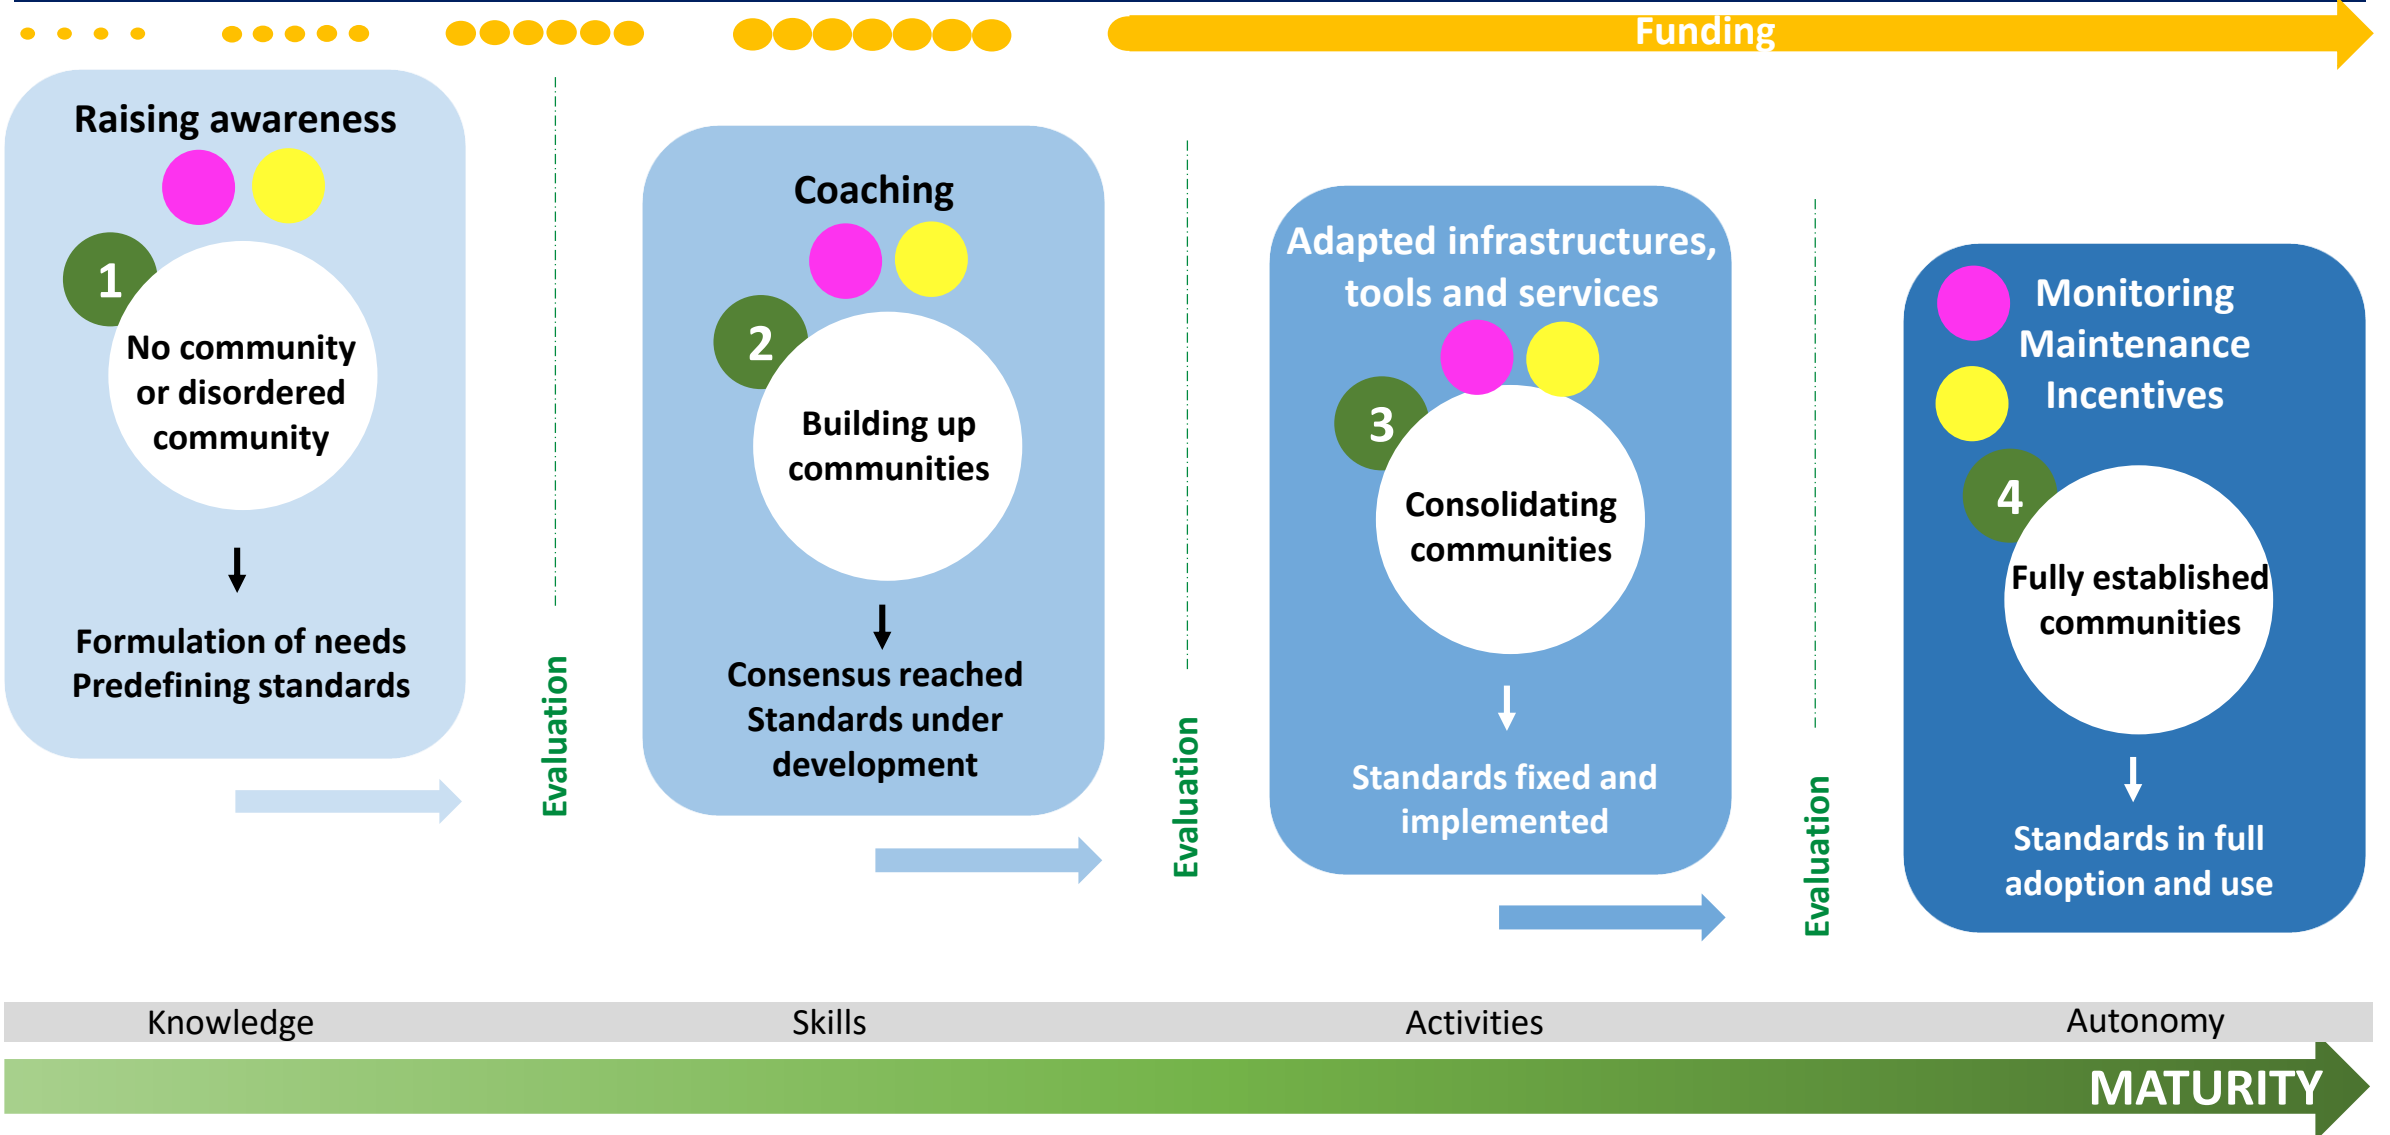 Funding
Raising awareness
1
No community
or disordered
community
Formulation of needs
Predefining standards
Evaluation
Coaching
2
Building up
communities
Consensus reached
Standards under
development
Evaluation
Adapted infrastructures,
tools and services
3
Consolidating
communities
Standards fixed and
implemented
Evaluation
Monitoring
Maintenance
Incentives
4
Fully established
communities
Standards in full
adoption and use
Knowledge
Skills
Activities
Autonomy
MATURITY